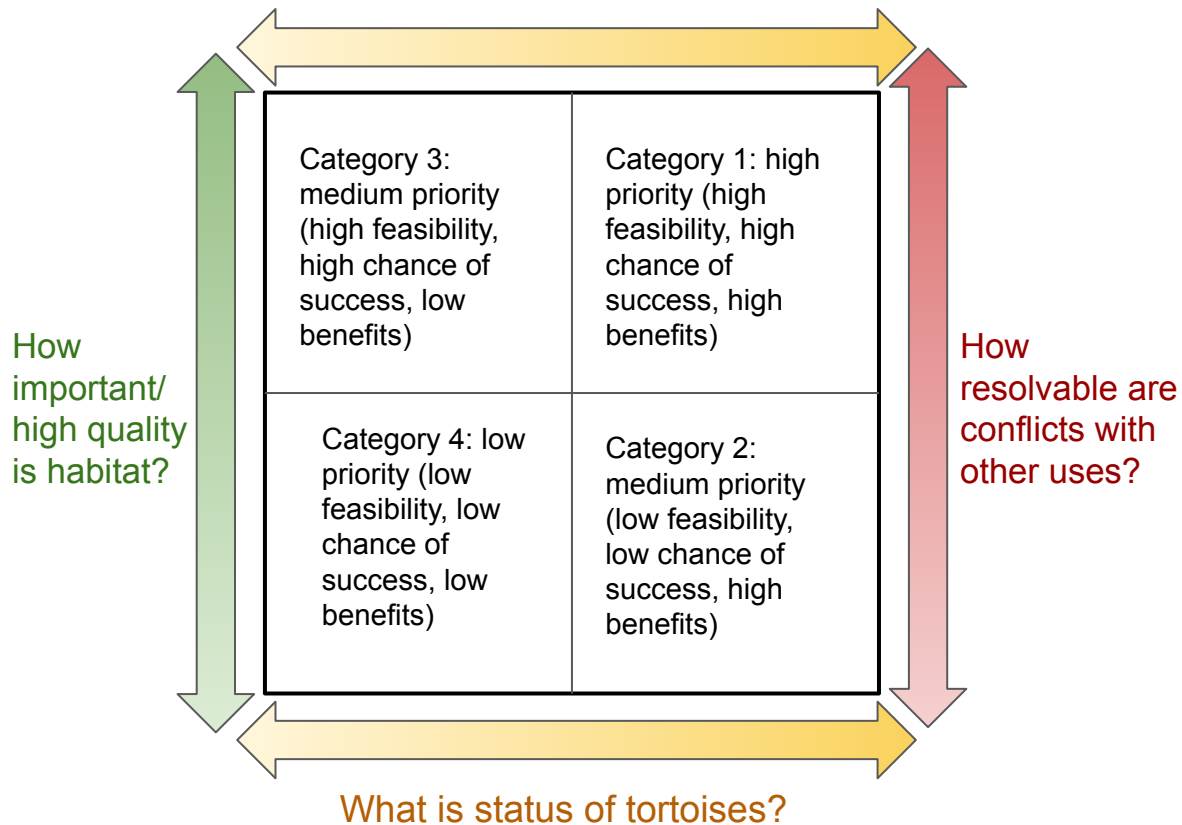 Category 3:
medium priority
(high feasibility,
high chance of
success, low
benefits)
Category 1: high
priority (high
feasibility, high
chance of
success, high
benefits)
How
important/
high quality
is habitat?
How
resolvable are
conflicts with
other uses?
Category 4: low
priority (low
feasibility, low
chance of
success, low
benefits)
Category 2:
medium priority
(low feasibility,
low chance of
success, high
benefits)
What is status of tortoises?